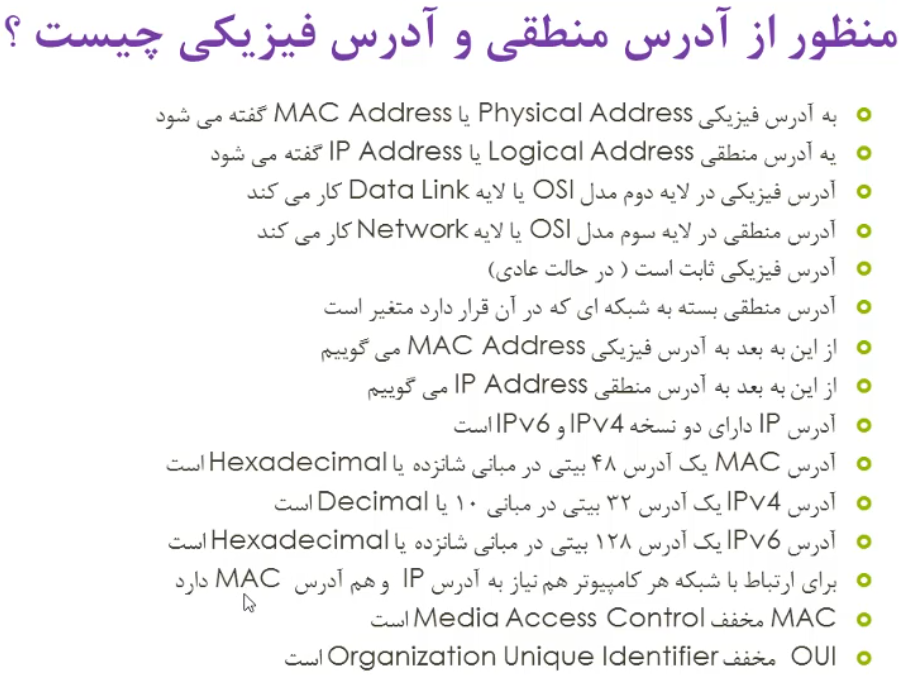 منظور از آدرس منطقی و آدرس فیزیکی چیست ؟
به آدرس فیزیکی Physical Address یا MAC Address گفته می شود
یه آدرس منطقی Logical Address یا IP Address گفته می شود
آدرس فیزیکی در لایه دوم مدل OSI یا لایه Data Link کار می کند
آدرس منطقی در لایه سوم مدل OSI یا لایه Network کار می کند
آدرس فیزیکی ثابت است ( در حالت عادی)
آدرس منطقی بسته به شبکه ای که در آن قرار دارد متغیر است
از این به بعد به آدرس فیزیکی MAC Address می گوییم
از این به بعد به آدرس منطقی IP Address می گوییم
آدرس IP دارای دو نسخه IPv4 و IPv6 است
آدرس MAC یک آدرس ۴۸ بیتی در مبانی شانزده یا Hexadecimal است
آدرس IPv4 یک آدرس ۳۲ بیتی در مبانی ۱۰ یا Decimal است
آدرس IPv6 یک آدرس ۱۲۸ بیتی در مبانی شانزده یا Hexadecimal است
برای ارتباط با شبکه هر کامپیوتر هم نیاز به آدرس IP و هم آدرس MAC دارد
MAC مخفف Media Access Control است
OUI مخفف Organization Unique Identifier است